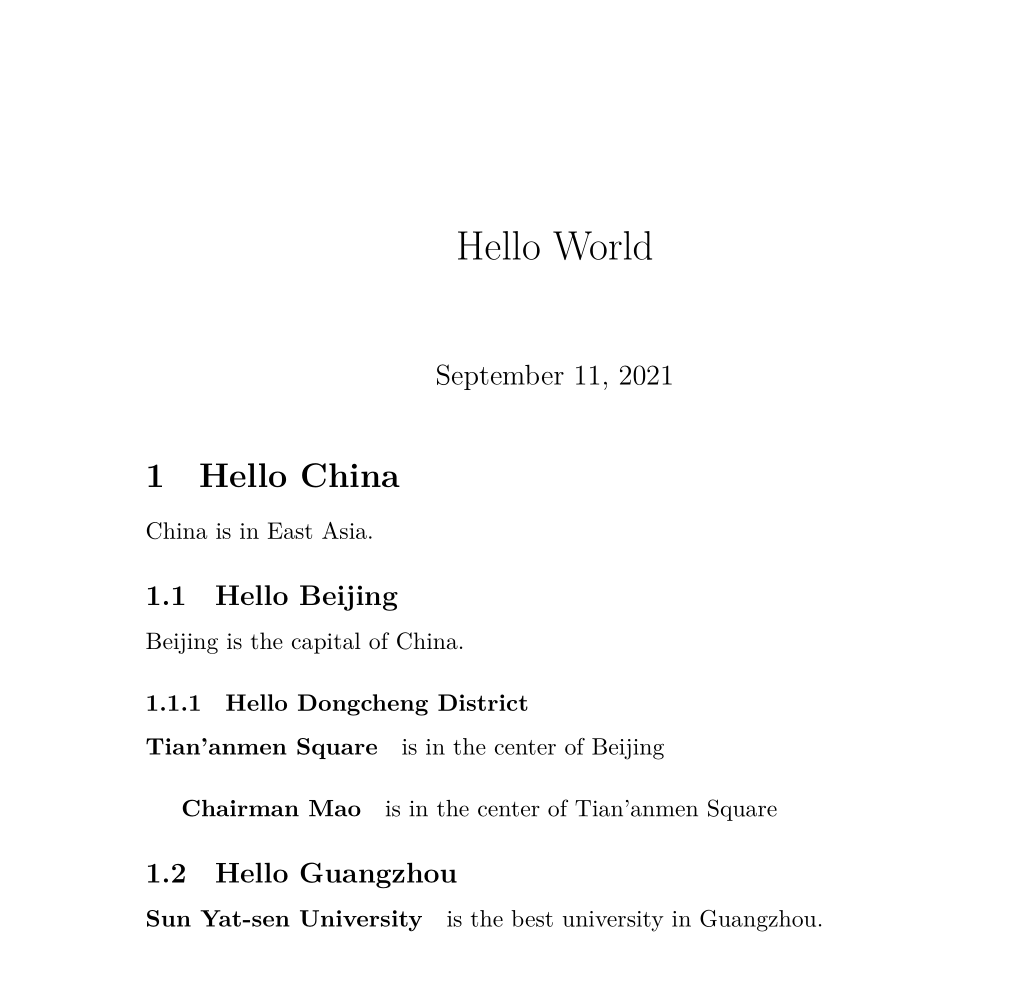 Hello World
September 11, 2021
1 Hello China
China is in East Asia.
1.1 Hello Beijing
Beijing is the capital of China.
1.1.1 Hello Dongcheng District
Tian'anmen Square is in the center of Beijing
Chairman Mao is in the center of Tian'anmen Square
1.2 Hello Guangzhou
Sun Yat-sen University is the best university in Guangzhou.